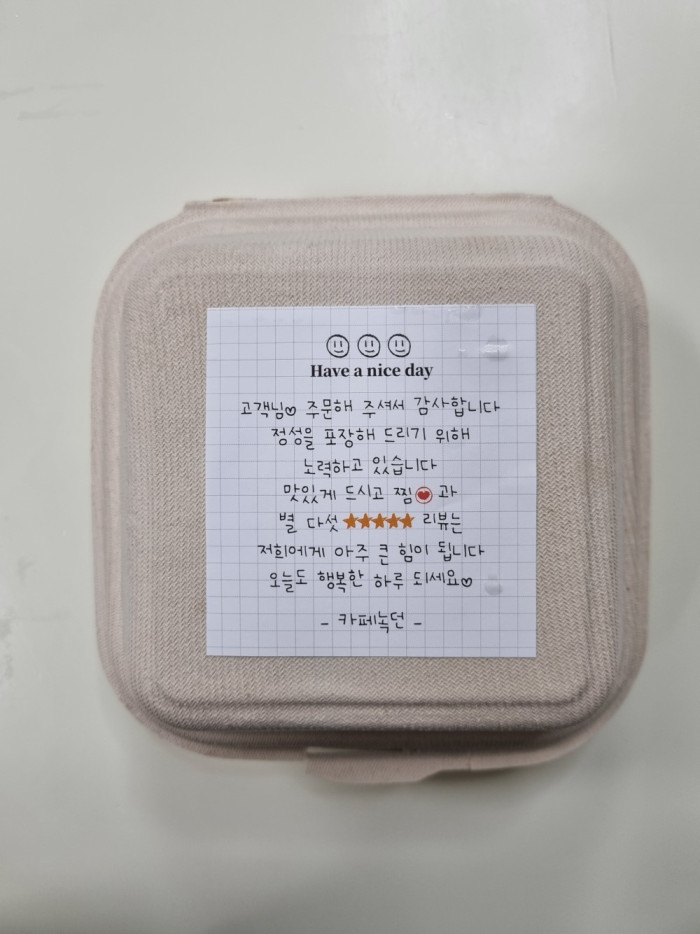 Have a nice day
고객님♡ 주문해 주셔서 감사합니다
정성을 포장해 드리기 위해
노력하고 있습니다
맛있게 드시고 찜❤과
별 다섯 ★★★★★ 리뷰는
저희에게 아주 큰 힘이 됩니다
오늘도 행복한 하루 되세요♡
- 카페녹던 -